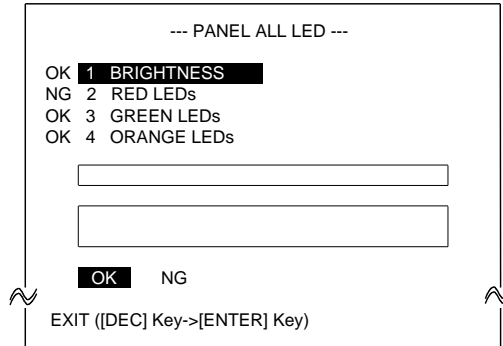 --- PANEL ALL LED ---
OK 1 BRIGHTNESS
NG 2 RED LEDs
OK 3 GREEN LEDs
OK 4 ORANGE LEDs
OK NG
EXIT ([DEC] Key->[ENTER] Key)